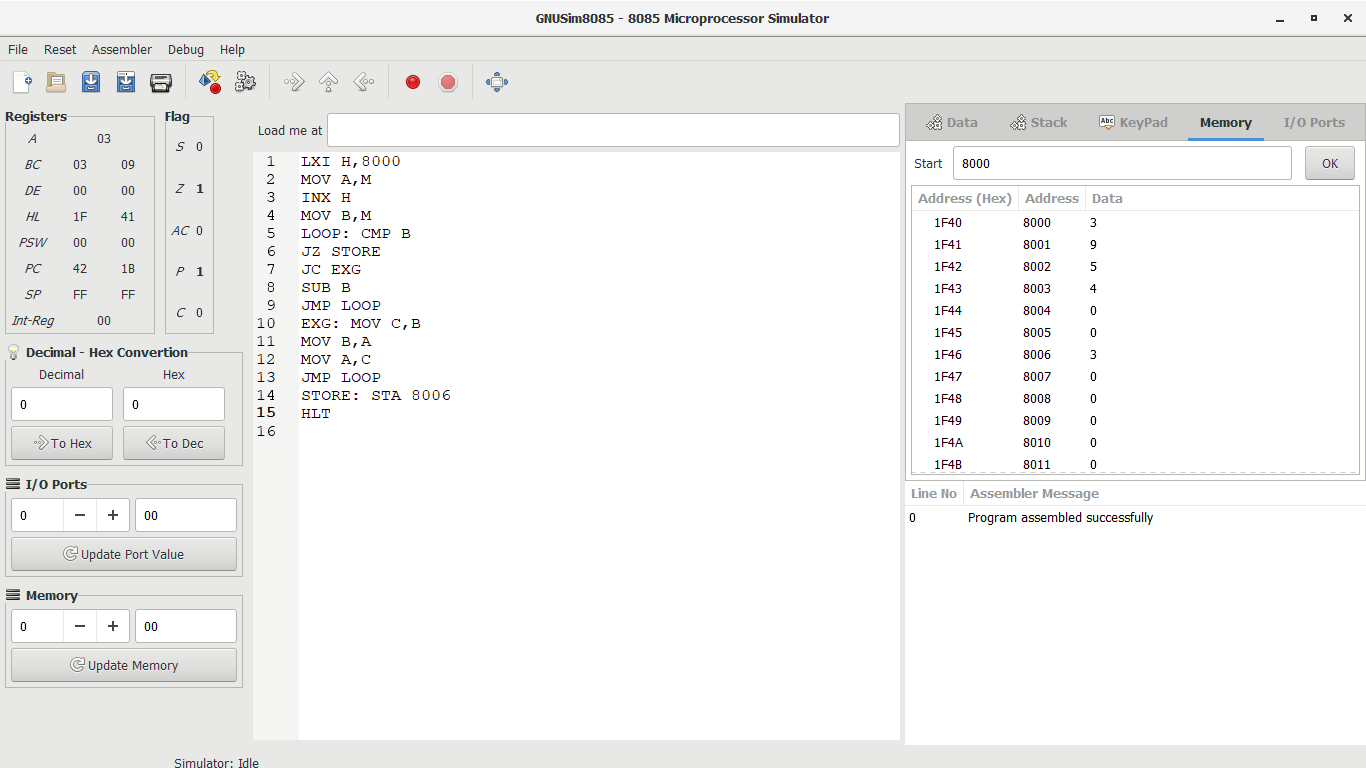 GNUSim8085 - 8085 Microprocessor Simulator
File Reset Assembler Debug Help
Registers
A 03
BC 03 09
DE 00 00
HL 1F 41
PSW 00 00
PC 42 1B
SP FF FF
Int-Reg 00
Flag
S 0
Z 1
AC 0
P 1
C 0
Decimal - Hex Convertion
Decimal Hex
0 0
To Hex To Dec
I/O Ports
0 − + 00
Update Port Value
Memory
0 − + 00
Update Memory
Load me at
1 LXI H,8000
2 MOV A,M
3 INX H
4 MOV B,M
5 LOOP: CMP B
6 JZ STORE
7 JC EXG
8 SUB B
9 JMP LOOP
10 EXG: MOV C,B
11 MOV B,A
12 MOV A,C
13 JMP LOOP
14 STORE: STA 8006
15 HLT
16
Data Stack Abc KeyPad Memory I/O Ports
Start 8000 OK
Address (Hex) Address Data
1F40 8000 3
1F41 8001 9
1F42 8002 5
1F43 8003 4
1F44 8004 0
1F45 8005 0
1F46 8006 3
1F47 8007 0
1F48 8008 0
1F49 8009 0
1F4A 8010 0
1F4B 8011 0
Line No Assembler Message
0 Program assembled successfully
Simulator: Idle